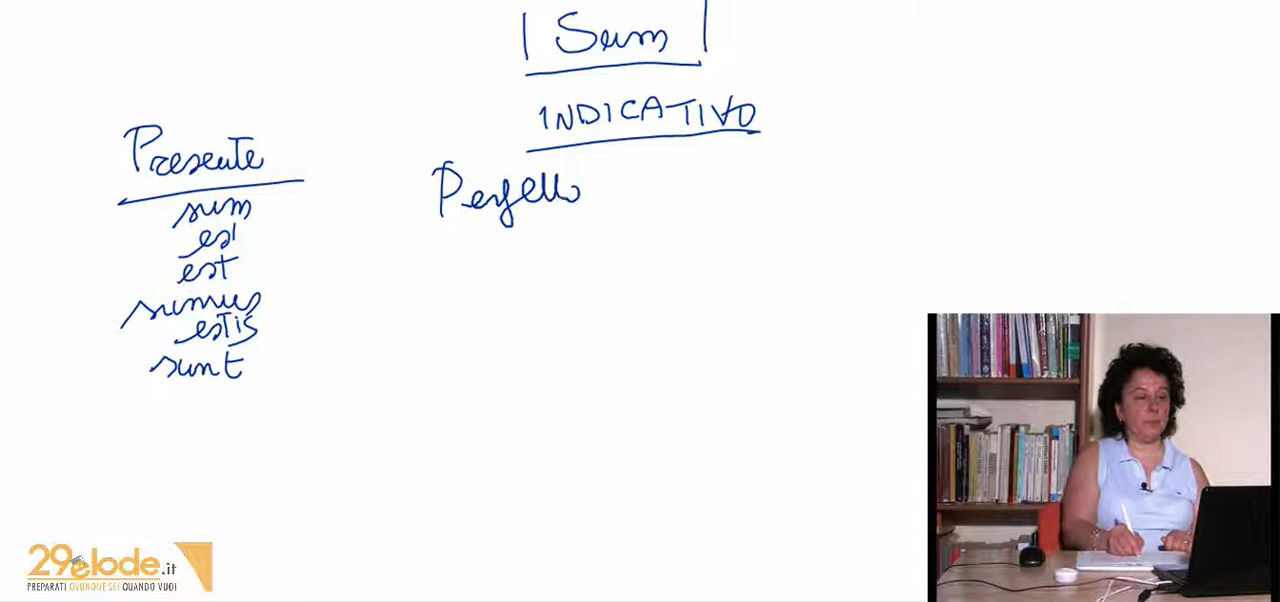 Sum
INDICATIVO
Presente
sum
es
est
sumus
estis
sunt
Perfetto
29elode.it
PREPARATI OVUNQUE SEI QUANDO VUOI